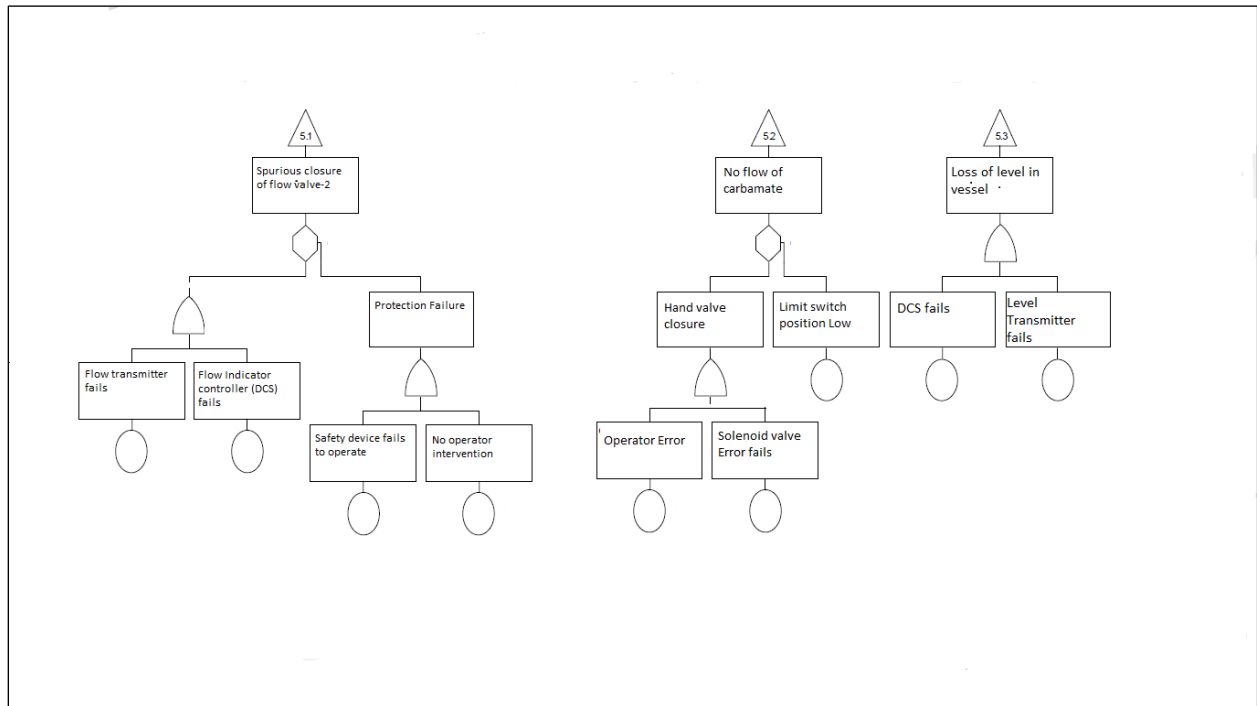 5.1
Spurious closure
of flow valve-2
Flow transmitter
fails
Flow Indicator
controller (DCS)
fails
Protection Failure
Safety device fails
to operate
No operator
intervention
5.2
No flow of
carbamate
Hand valve
closure
Limit switch
position Low
Operator Error
Solenoid valve
Error fails
5.3
Loss of level in
vessel
DCS fails
Level
Transmitter
fails